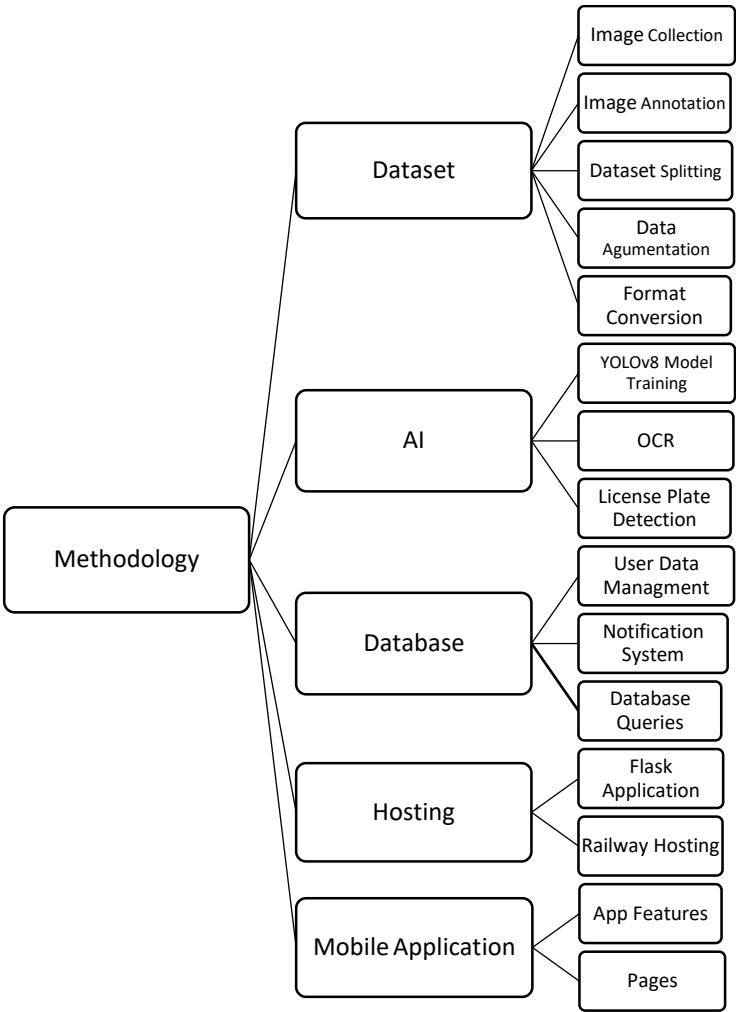 Methodology
Dataset
Image Collection
Image Annotation
Dataset Splitting
Data
Agumentation
Format
Conversion
AI
YOLOv8 Model
Training
OCR
License Plate
Detection
Database
User Data
Managment
Notification
System
Database
Queries
Hosting
Flask
Application
Railway Hosting
Mobile Application
App Features
Pages